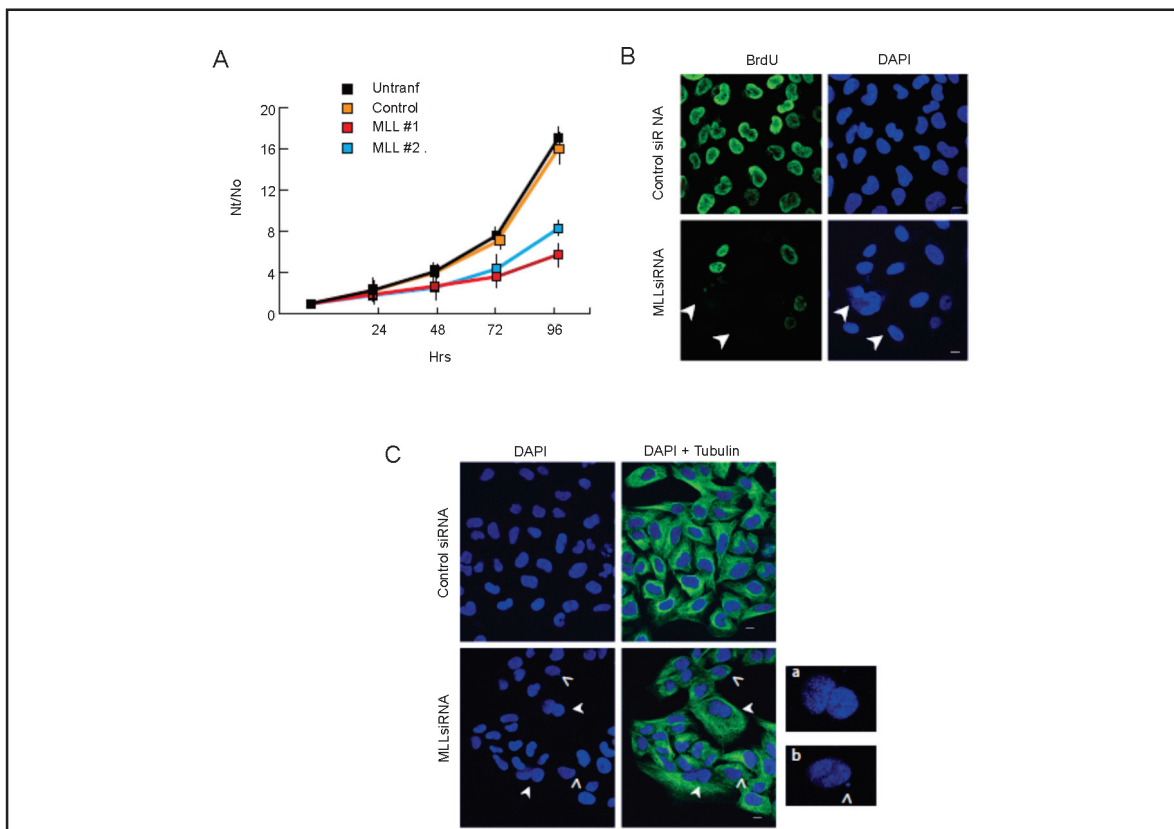 A
Untranf
Control
MLL #1
MLL #2 .
20
16
12
8
4
0
Nt/No
24 48 72 96
Hrs
B
BrdU DAPI
Control siR NA
MLLsiRNA
C
DAPI DAPI + Tubulin
Control siRNA
MLLsiRNA
a
b